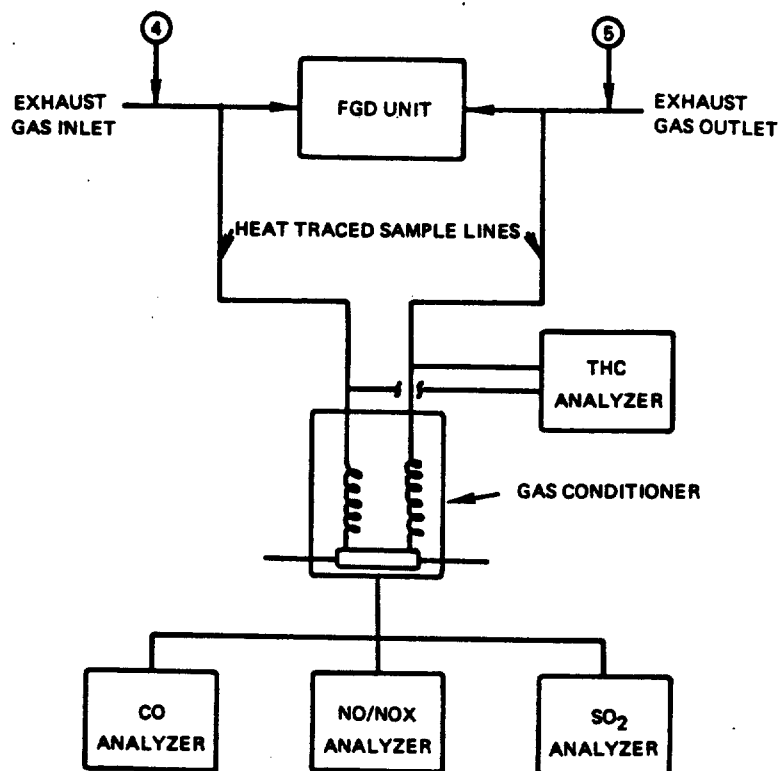 4
5
EXHAUST
GAS INLET
FGD UNIT
EXHAUST
GAS OUTLET
HEAT TRACED SAMPLE LINES
THC
ANALYZER
GAS CONDITIONER
CO
ANALYZER
NO/NOX
ANALYZER
SO₂
ANALYZER